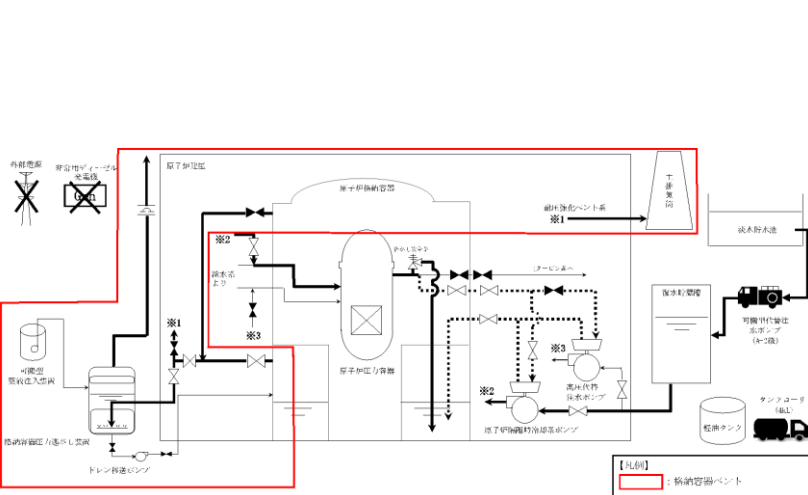 外部電源
非常用ディーゼル
発電機
Gen
原子炉建屋
原子炉格納容器
主排気筒
耐圧強化ベント系
※1
※2
給水系
より
※3
逃がし安全弁
タービン系へ
淡水貯水池
復水貯蔵槽
可搬型代替注
水ポンプ
(A-2級)
※1
※3
高圧代替
注水ポンプ
※2
原子炉隔離時冷却系ポンプ
原子炉圧力容器
可搬型
薬液注入装置
格納容器圧力逃がし装置
ドレン移送ポンプ
軽油タンク
タンクローリ
(4kL)
【凡例】
:格納容器ベント